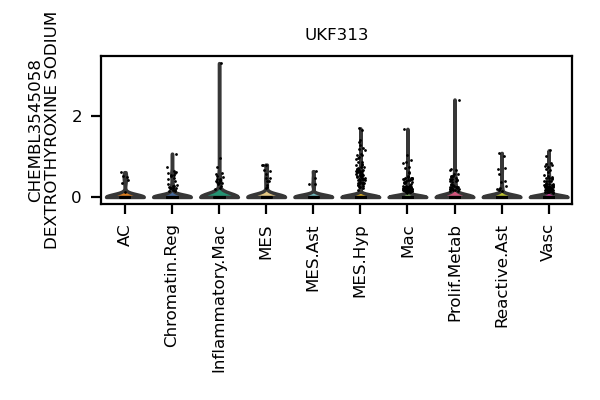 UKF313
CHEMBL3545058
DEXTROTHYROXINE SODIUM
2
0
AC
Chromatin.Reg
Inflammatory.Mac
MES
MES.Ast
MES.Hyp
Mac
Prolif.Metab
Reactive.Ast
Vasc